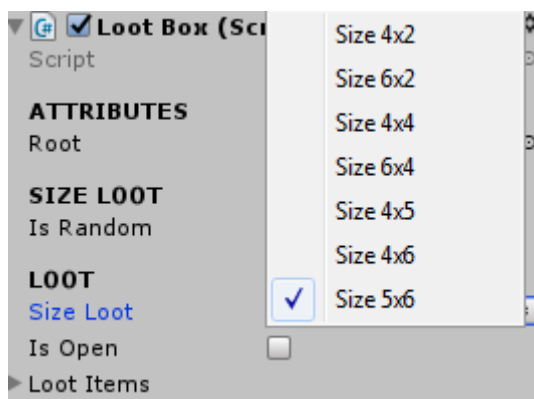 Loot Box (Scr
Script
ATTRIBUTES
Root
SIZE LOOT
Is Random
LOOT
Size Loot
Is Open
Loot Items
Size 4x2
Size 6x2
Size 4x4
Size 6x4
Size 4x5
Size 4x6
Size 5x6